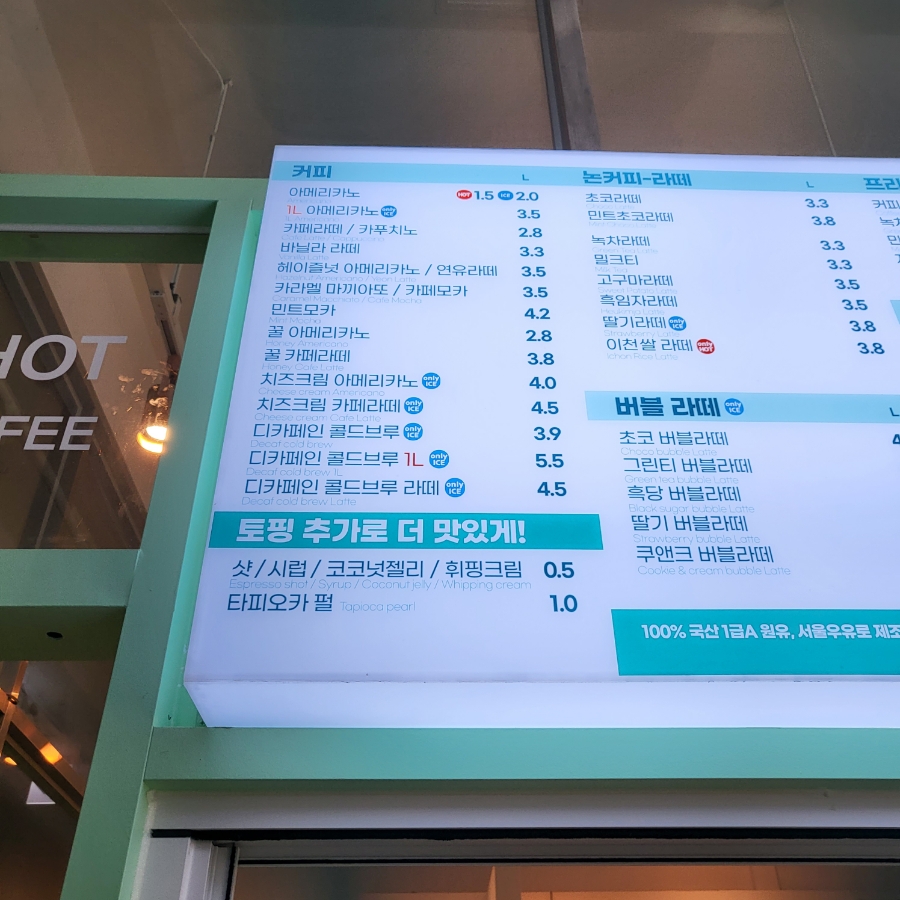 HOT
FEE
커피 L
아메리카노 HOT 1.5 ICE 2.0
1L 아메리카노 only ICE 3.5
카페라떼 / 카푸치노 2.8
바닐라 라떼 3.3
Vanilla Latte
헤이즐넛 아메리카노 / 연유라떼 3.5
카라멜 마끼아또 / 카페모카 3.5
Caramel Macchiato / Cafe Mocha
민트모카 4.2
Mint Mocha
꿀 아메리카노 2.8
Honey Americano
꿀 카페라떼 3.8
Honey Cafe Latte
치즈크림 아메리카노 only ICE 4.0
Cheese cream Americano
치즈크림 카페라떼 only ICE 4.5
Cheese cream Cafe Latte
디카페인 콜드브루 only ICE 3.9
Decaf cold brew
디카페인 콜드브루 1L only ICE 5.5
Decaf cold brew 1L
디카페인 콜드브루 라떼 only ICE 4.5
Decaf cold brew Latte
토핑 추가로 더 맛있게!
샷 / 시럽 / 코코넛젤리 / 휘핑크림 0.5
Espresso shot / Syrup / Coconut jelly / Whipping cream
타피오카 펄 Tapioca pearl 1.0
논커피-라떼 L
초코라떼 3.3
민트초코라떼 3.8
녹차라떼 3.3
밀크티 3.3
Milk Tea
고구마라떼 3.5
Sweet Potato Latte
흑임자라떼 3.5
딸기라떼 only ICE 3.8
Strawberry Latte
이천쌀 라떼 only HOT 3.8
Ichon Rice Latte
버블 라떼 only ICE L
초코 버블라떼
Choco bubble Latte
그린티 버블라떼
Green tea bubble Latte
흑당 버블라떼
Black sugar bubble Latte
딸기 버블라떼
Strawberry bubble Latte
쿠앤크 버블라떼
Cookie & cream bubble Latte
100% 국산 1급A 원유, 서울우유로 제조
프리
커피